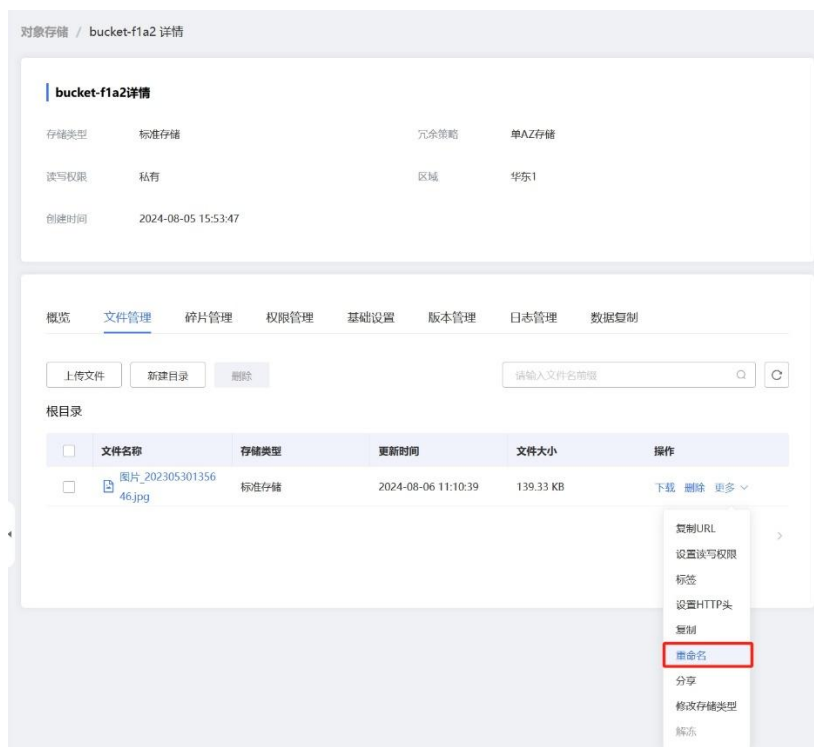 对象存储 / bucket-f1a2 详情
bucket-f1a2详情
存储类型 标准存储 冗余策略 单AZ存储
读写权限 私有 区域 华东1
创建时间 2024-08-05 15:53:47
概览 文件管理 碎片管理 权限管理 基础设置 版本管理 日志管理 数据复制
上传文件 新建目录 删除 请输入文件名前缀
根目录
文件名称 存储类型 更新时间 文件大小 操作
图片_202305301356
46.jpg 标准存储 2024-08-06 11:10:39 139.33 KB 下载 删除 更多
复制URL
设置读写权限
标签
设置HTTP头
复制
重命名
分享
修改存储类型
解冻